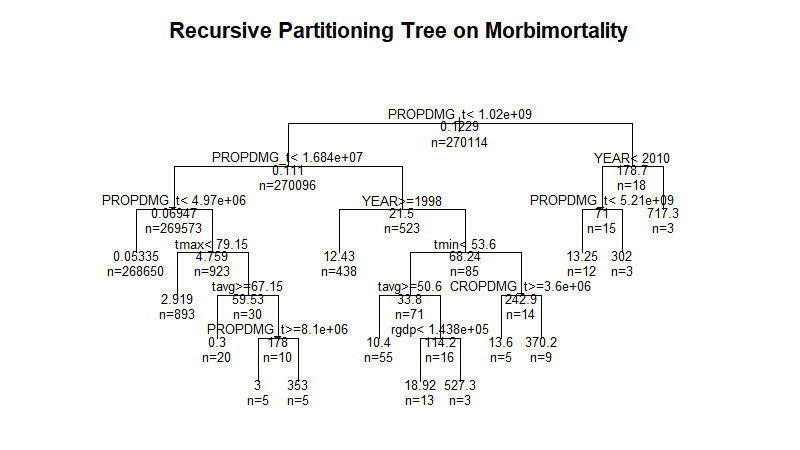 Recursive Partitioning Tree on Morbimortality
PROPDMG_t< 1.02e+09
0.1229
n=270114
PROPDMG_t< 1.684e+07
0.111
n=270096
YEAR< 2010
178.7
n=18
PROPDMG_t< 4.97e+06
0.06947
n=269573
YEAR>=1998
21.5
n=523
PROPDMG_t< 5.21e+09
71
n=15
717.3
n=3
0.05335
n=268650
tmax< 79.15
4.759
n=923
12.43
n=438
tmin< 53.6
68.24
n=85
13.25
n=12
302
n=3
2.919
n=893
tavg>=67.15
59.53
n=30
tavg>=50.6
33.8
n=71
CROPDMG_t>=3.6e+06
242.9
n=14
0.3
n=20
PROPDMG_t>=8.1e+06
178
n=10
10.4
n=55
rgdp< 1.438e+05
114.2
n=16
13.6
n=5
370.2
n=9
3
n=5
353
n=5
18.92
n=13
527.3
n=3